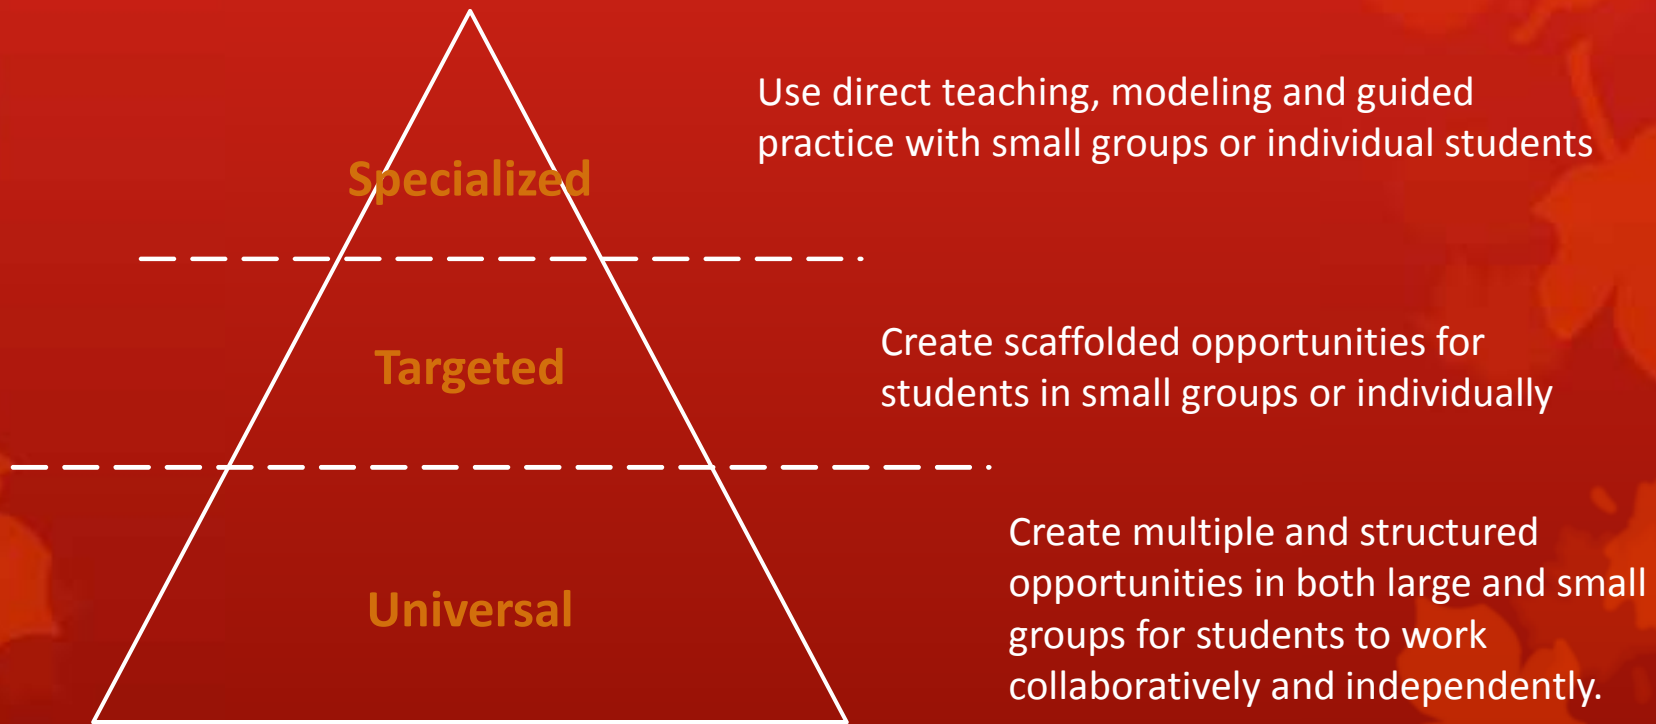 Use direct teaching, modeling and guided
practice with small groups or individual students
Specialized
Create scaffolded opportunities for
students in small groups or individually
Targeted
Create multiple and structured
opportunities in both large and small
groups for students to work
collaboratively and independently.
Universal